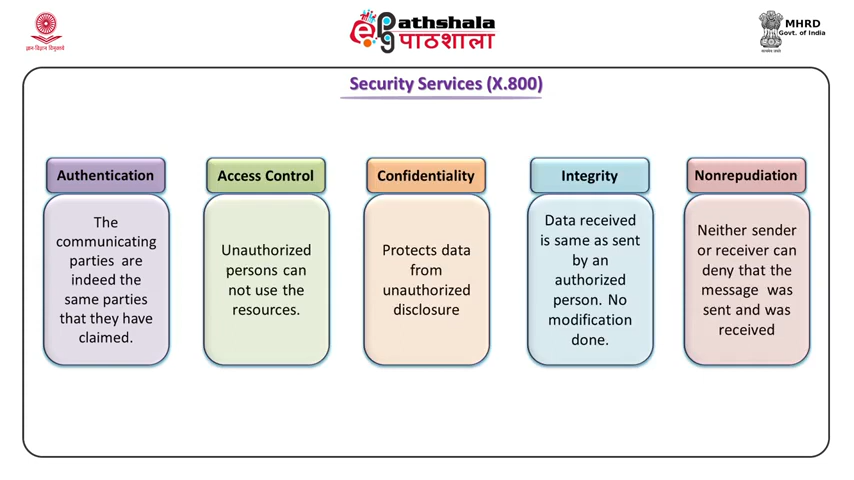 Pathshala
पाठशाला
MHRD
Govt. of India
Security Services (X.800)
Authentication
The
communicating
parties are
indeed the
same parties
that they have
claimed.
Access Control
Unauthorized
persons can
not use the
resources.
Confidentiality
Protects data
from
unauthorized
disclosure
Integrity
Data received
is same as sent
by an
authorized
person. No
modification
done.
Nonrepudiation
Neither sender
or receiver can
deny that the
message was
sent and was
received